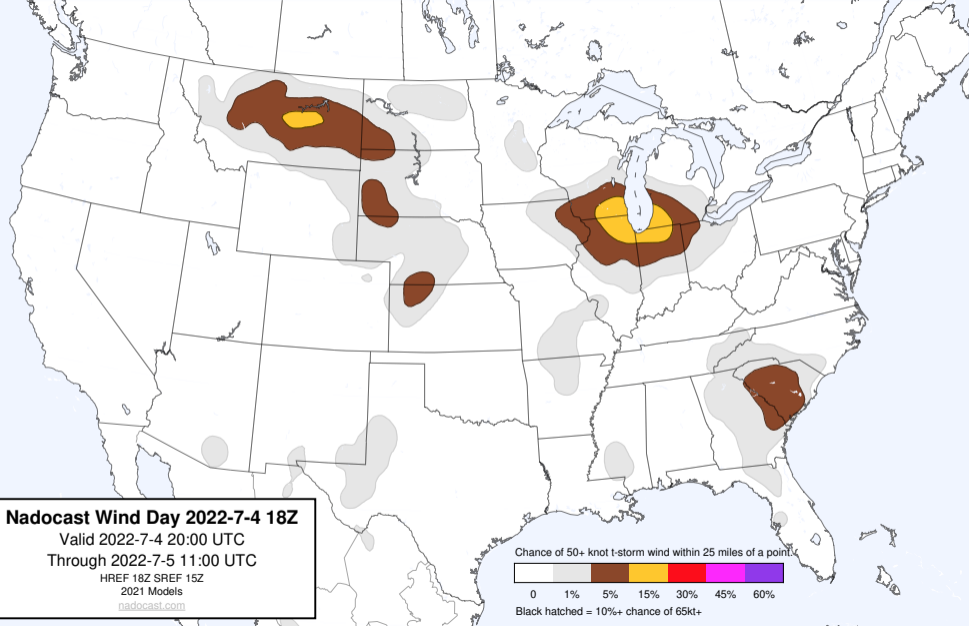 Nadocast Wind Day 2022-7-4 18Z
Valid 2022-7-4 20:00 UTC
Through 2022-7-5 11:00 UTC
HREF 18Z SREF 15Z
2021 Models
nadocast.com
Chance of 50+ knot t-storm wind within 25 miles of a point.
0 1% 5% 15% 30% 45% 60%
Black hatched = 10%+ chance of 65kt+